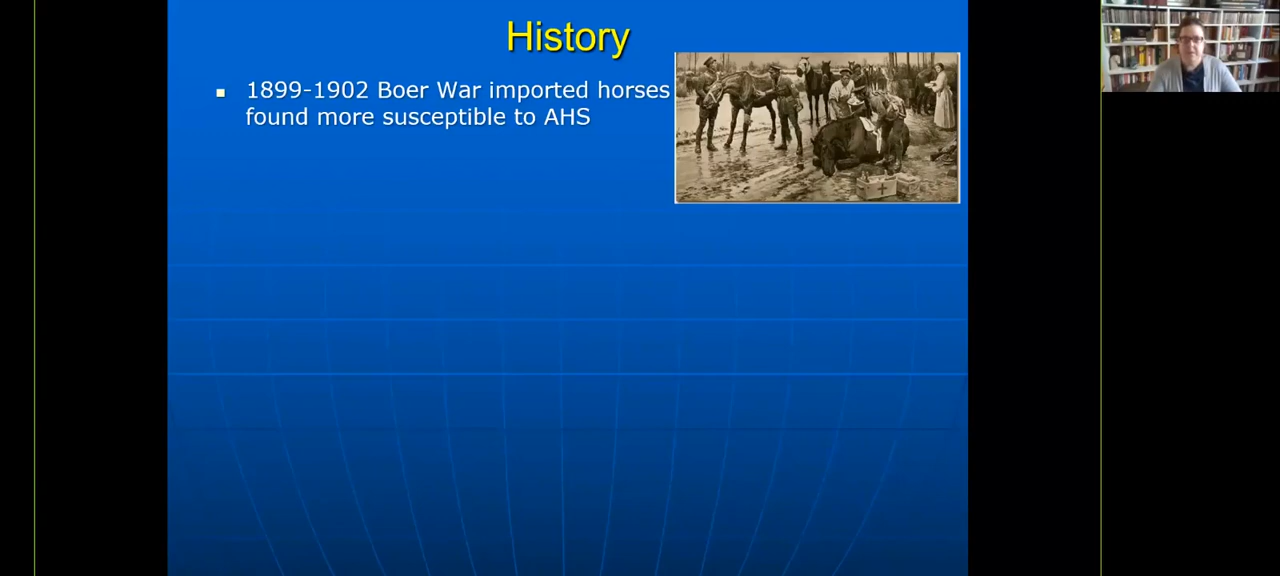 History
1899-1902 Boer War imported horses
found more susceptible to AHS